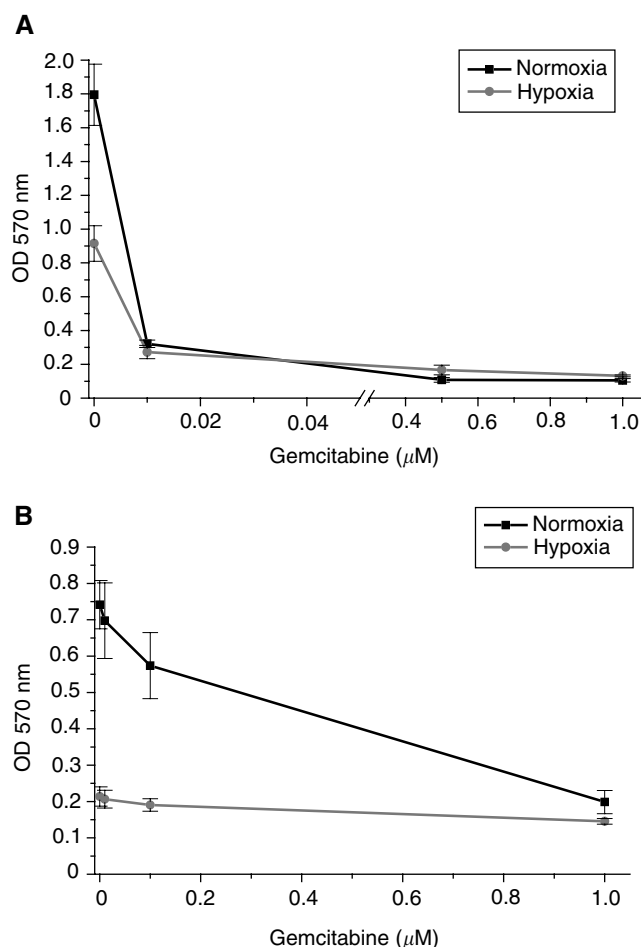 A
Normoxia
Hypoxia
OD 570 nm
2.0
1.8
1.6
1.4
1.2
1.0
0.8
0.6
0.4
0.2
0
0 0.02 0.04 0.4 0.6 0.8 1.0
Gemcitabine (μM)
B
Normoxia
Hypoxia
OD 570 nm
0.9
0.8
0.7
0.6
0.5
0.4
0.3
0.2
0.1
0
0 0.2 0.4 0.6 0.8 1.0
Gemcitabine (μM)